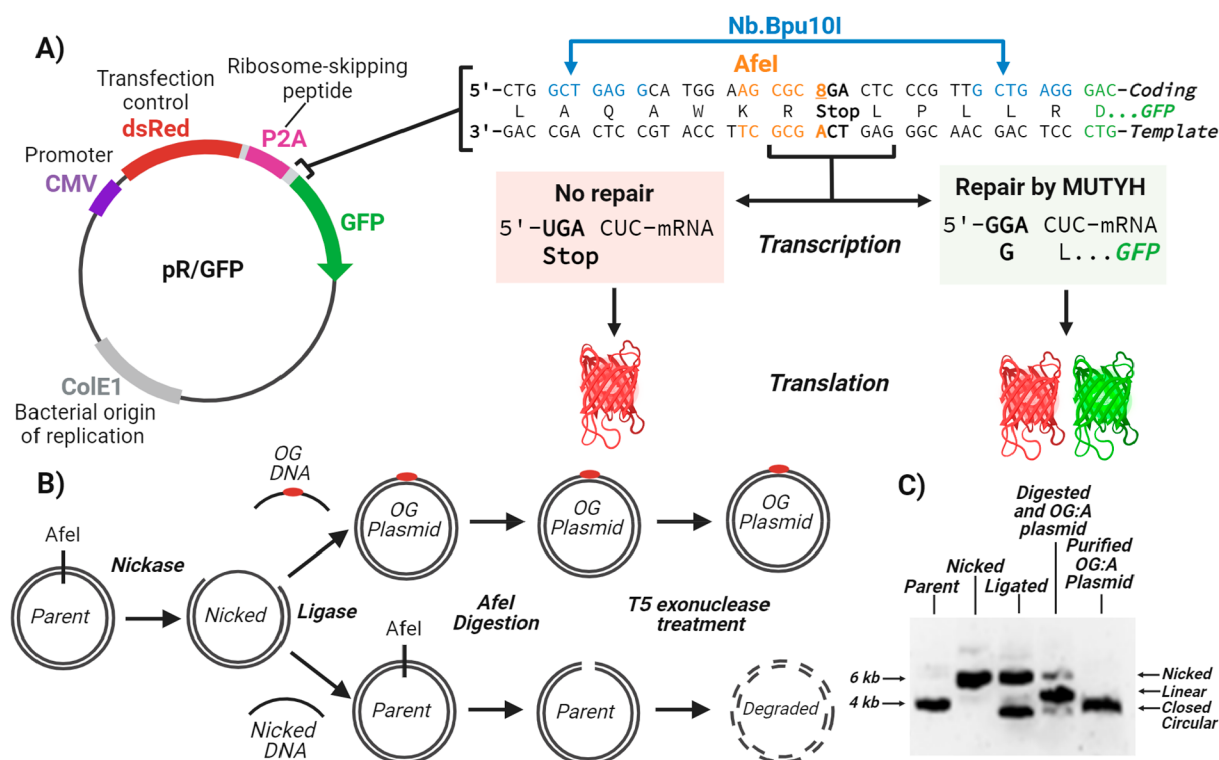 A)
Transfection
control
dsRed
Ribosome-skipping
peptide
P2A
Promoter
CMV
GFP
pR/GFP
ColE1
Bacterial origin
of replication
Nb.Bpu10I
AfeI
5'-CTG GCT GAG GCA TGG AAG CGC 8GA CTC CCG TTG CTG AGG GAC-Coding
L A Q A W K R Stop L P L L R D...GFP
3'-GAC CGA CTC CGT ACC TTC GCG ACT GAG GGC AAC GAC TCC CTG-Template
No repair
5'-UGA CUC-mRNA
Stop
Transcription
Repair by MUTYH
5'-GGA CUC-mRNA
G L...GFP
Translation
B)
AfeI
Parent
Nickase
Nicked
OG
DNA
Ligase
Nicked
DNA
OG
Plasmid
AfeI
Parent
AfeI
Digestion
OG
Plasmid
Parent
T5 exonuclease
treatment
OG
Plasmid
Degraded
C)
Parent
Nicked
Ligated
Digested
and OG:A
plasmid
Purified
OG:A
Plasmid
6 kb
4 kb
Nicked
Linear
Closed
Circular